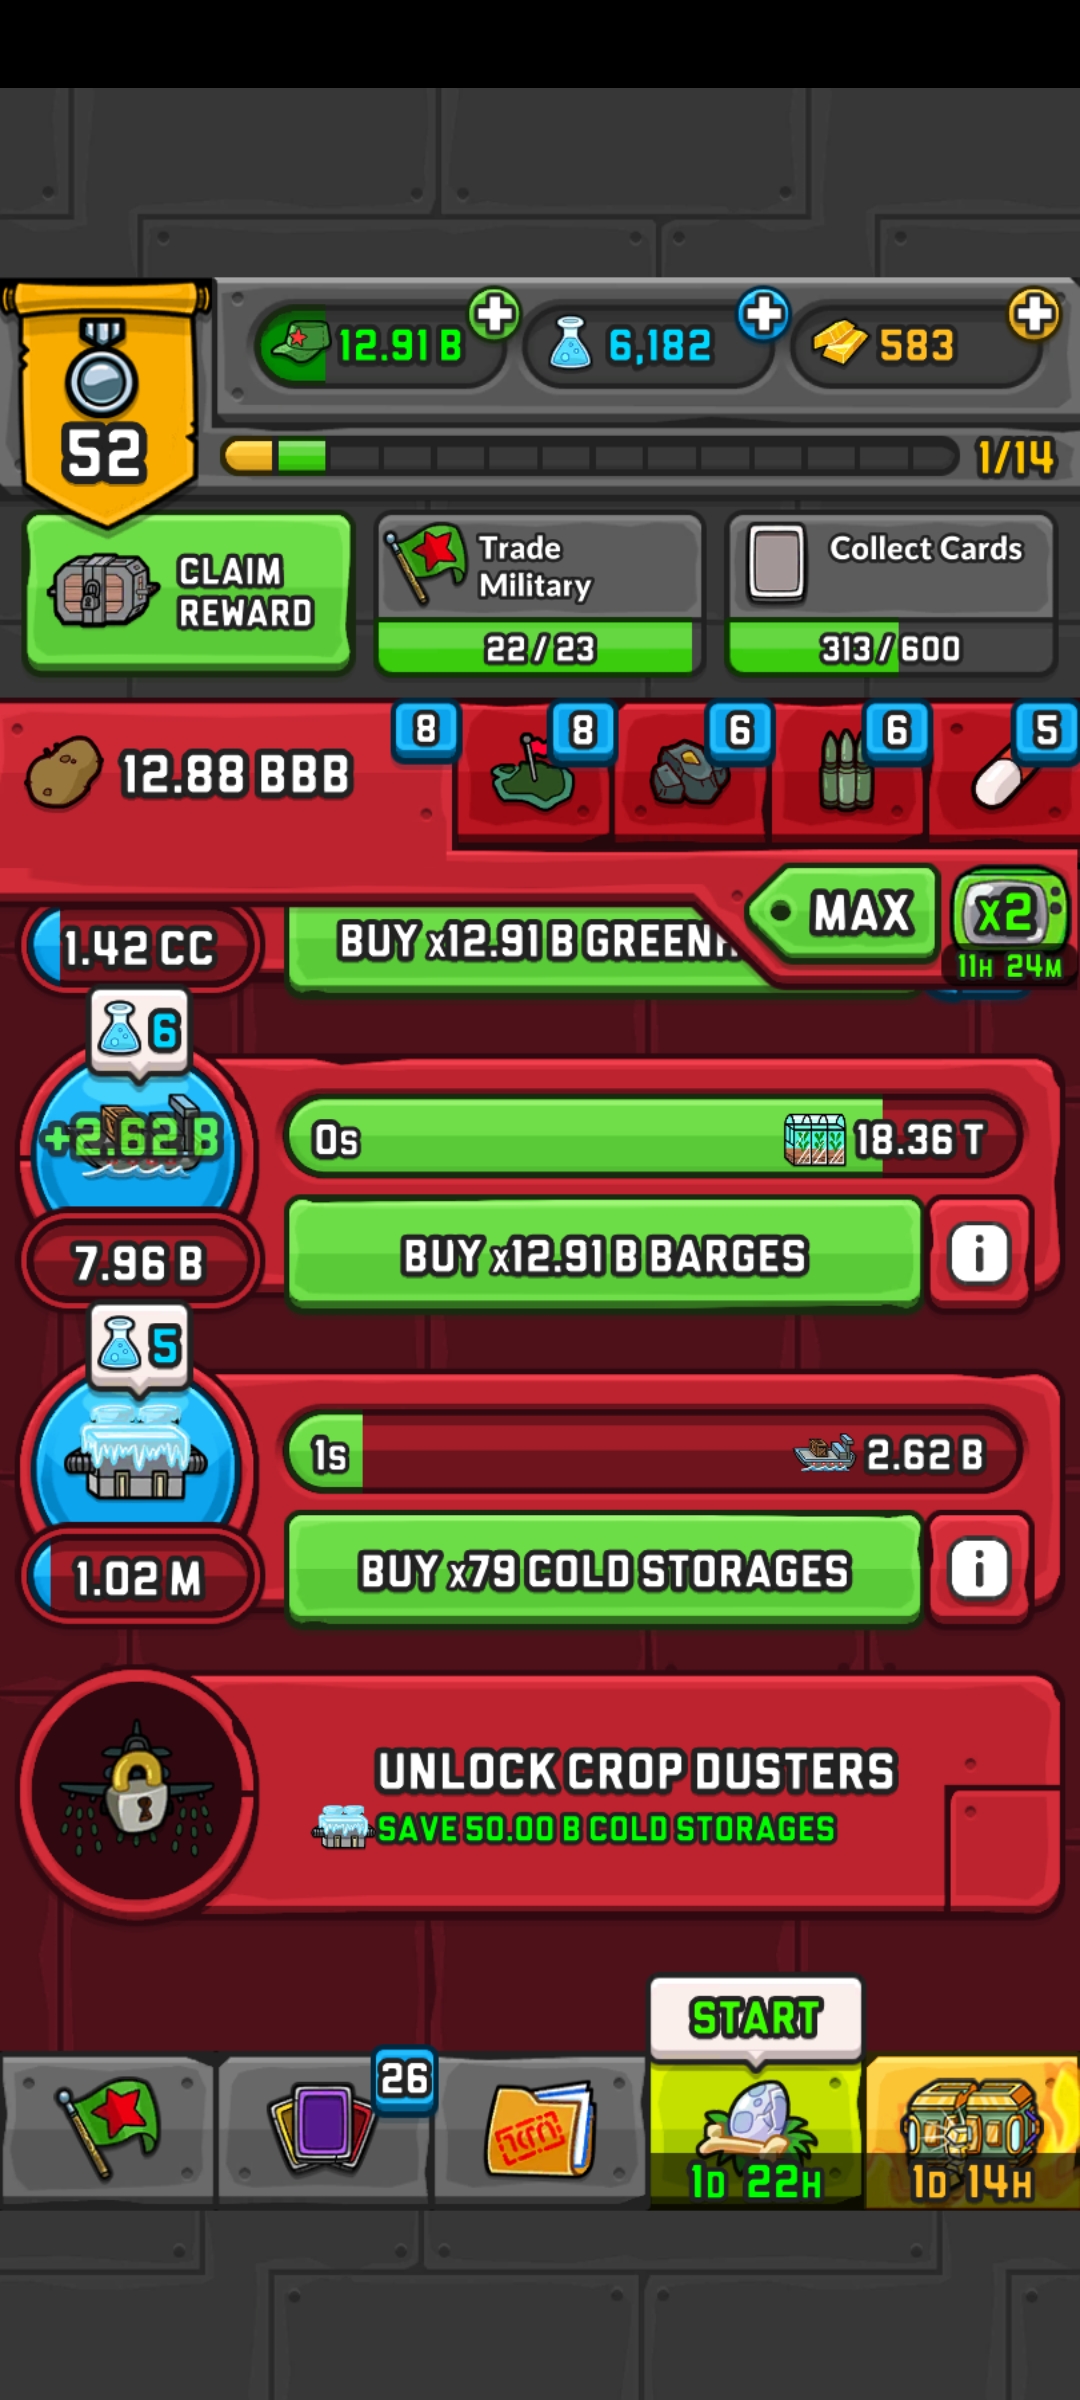 12.91 B
6,182
583
52
1/14
CLAIM
REWARD
Trade
Military
22/23
Collect Cards
313/600
12.88 BBB
8
8
6
6
5
MAX
x2
11H 24M
1.42 CC
BUY x12.91 B GREENH
6
+2.62 B
0s
18.36 T
7.96 B
BUY x12.91 B BARGES
i
5
1s
2.62 B
1.02 M
BUY x79 COLD STORAGES
i
UNLOCK CROP DUSTERS
SAVE 50.00 B COLD STORAGES
START
26
1D 22H
1D 14H